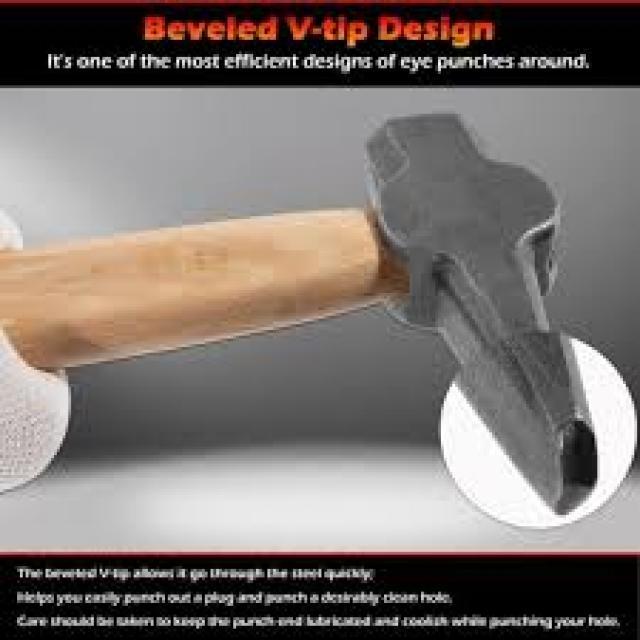 Beveled V-tip Design
It's one of the most efficient designs of eye punches around.
The beveled V-tip allows it go through the steel quickly;
Helps you easily punch out a plug and punch a desirably clean hole.
Care should be taken to keep the punch end lubricated and coolish while punching your hole.